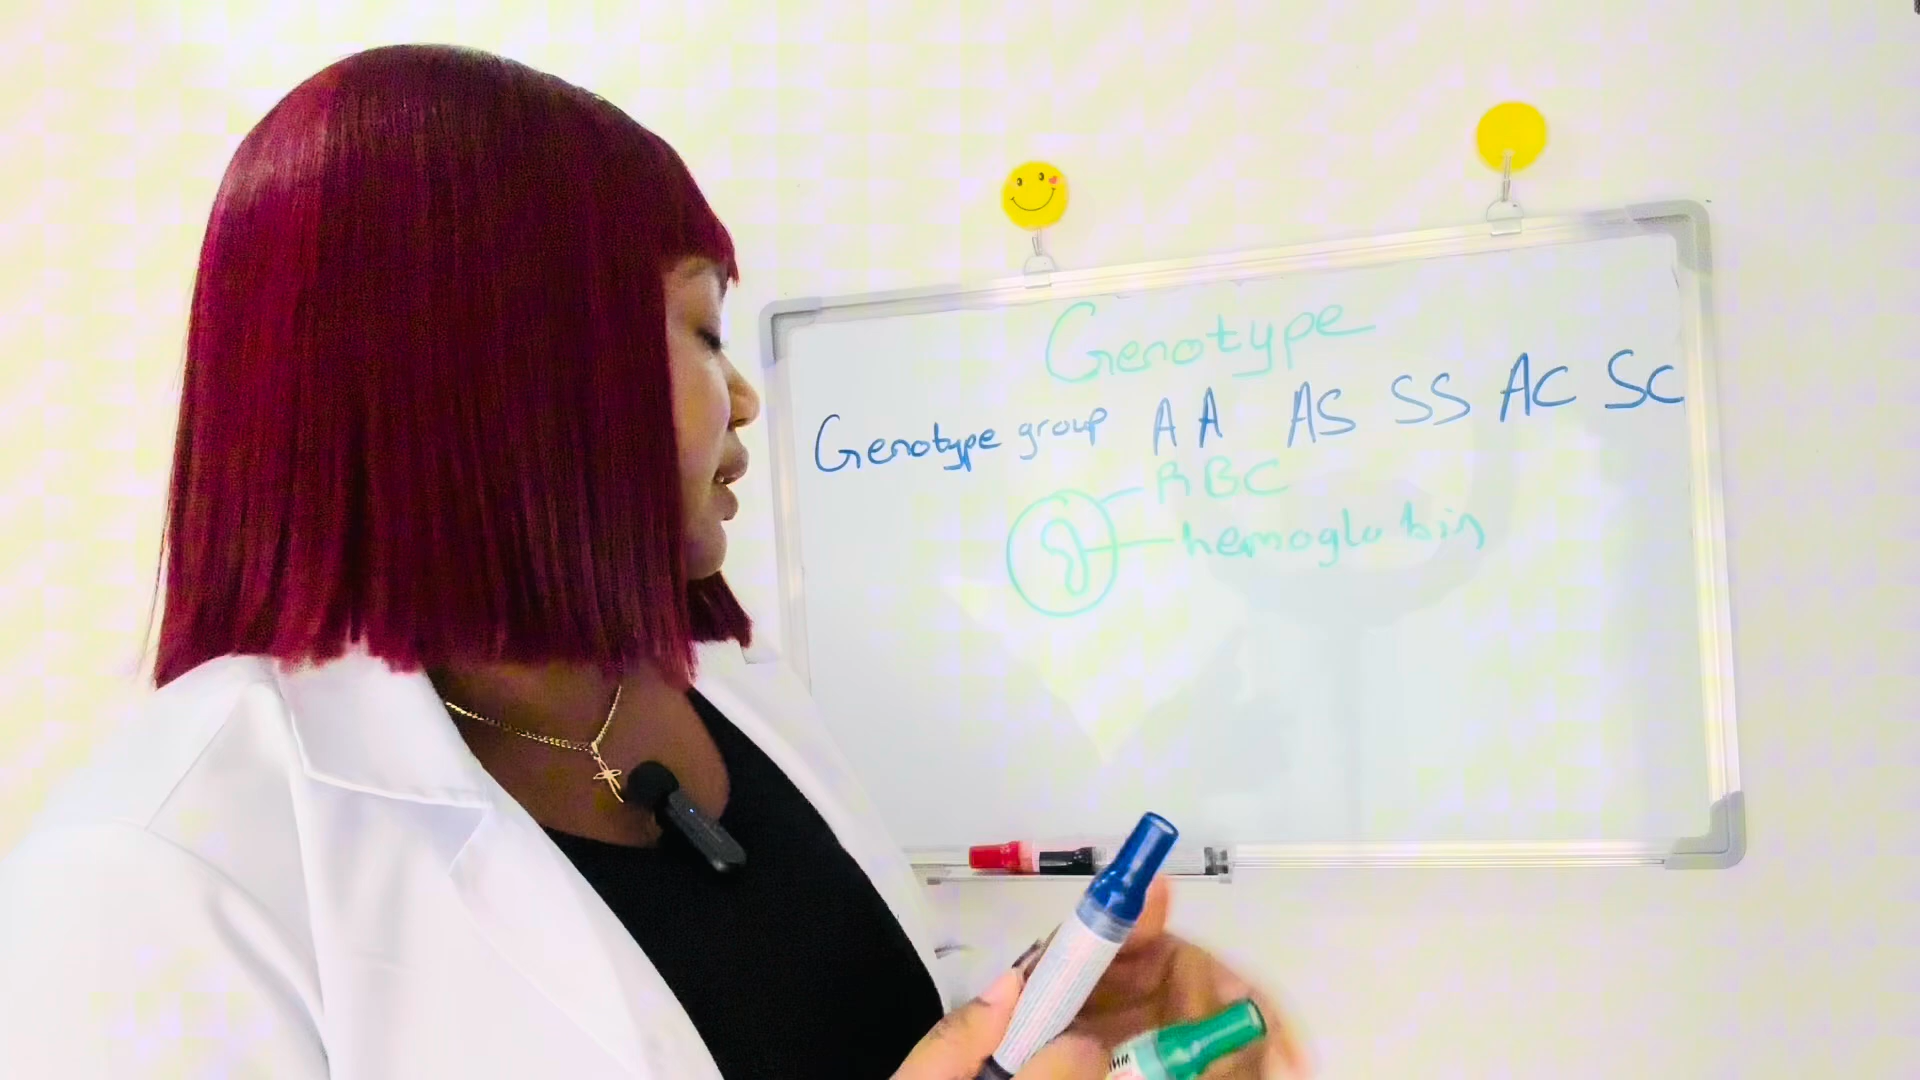 Genotype
Genotype group AA AS SS AC SC
RBC
hemoglobin